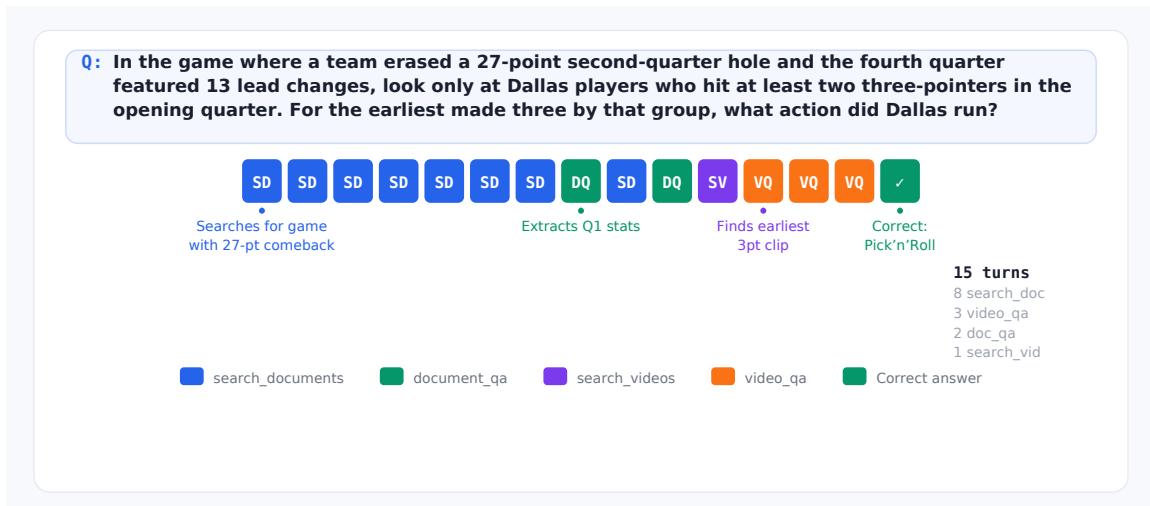 Q: In the game where a team erased a 27-point second-quarter hole and the fourth quarter
featured 13 lead changes, look only at Dallas players who hit at least two three-pointers in the
opening quarter. For the earliest made three by that group, what action did Dallas run?
SD SD SD SD SD SD SD DQ SD DQ SV VQ VQ VQ ✓
Searches for game
with 27-pt comeback
Extracts Q1 stats
Finds earliest
3pt clip
Correct:
Pick’n’Roll
15 turns
8 search_doc
3 video_qa
2 doc_qa
1 search_vid
search_documents document_qa search_videos video_qa Correct answer